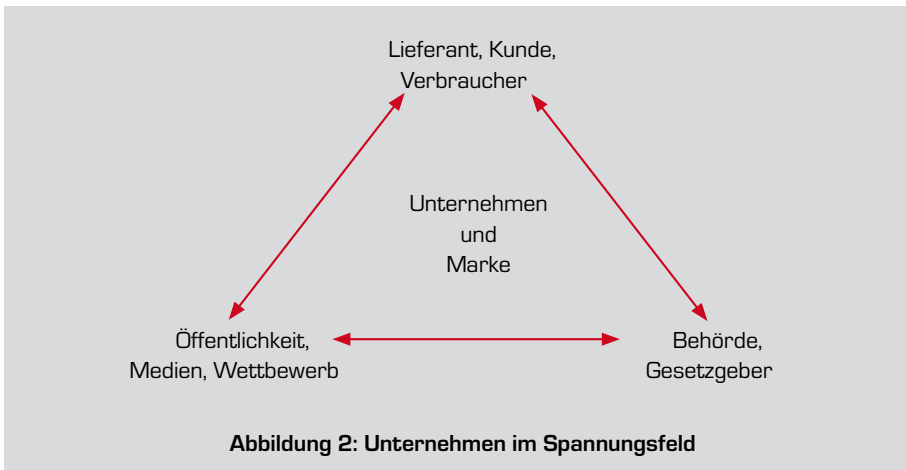 Lieferant, Kunde,
Verbraucher
Unternehmen
und
Marke
Öffentlichkeit,
Medien, Wettbewerb
Behörde,
Gesetzgeber
Abbildung 2: Unternehmen im Spannungsfeld